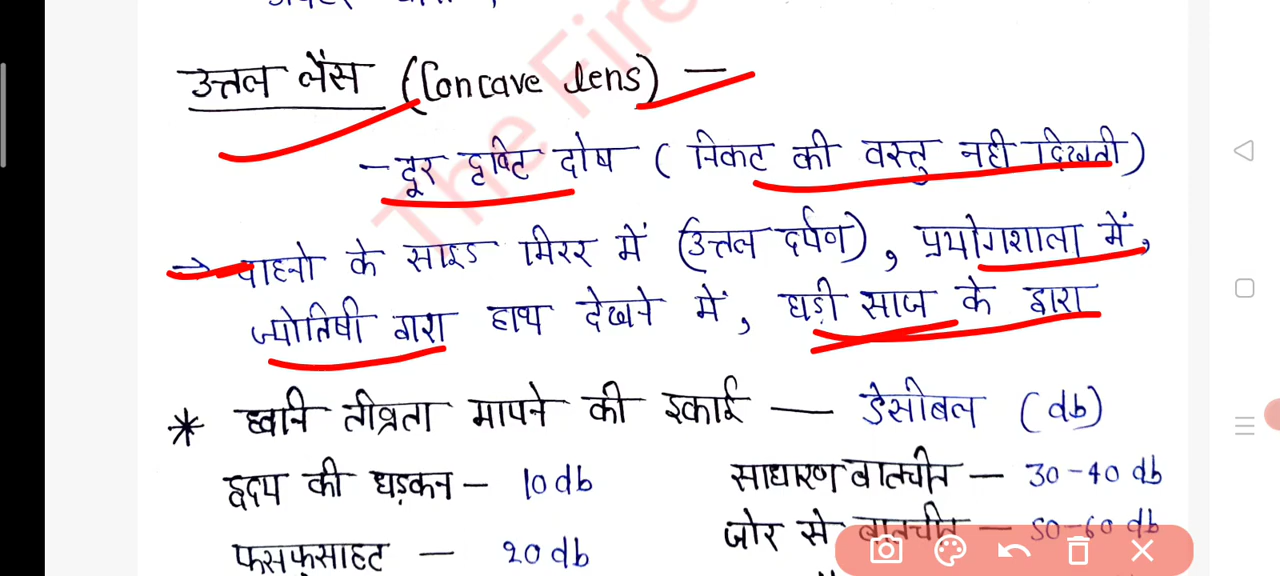 उत्तल लैंस (Concave lens) —
— दूर दृष्टि दोष ( निकट की वस्तु नही दिखती )
→ वाहनो के साइड मिरर में (उत्तल दर्पण), प्रयोगशाला में,
ज्योतिषी द्वारा हाथ देखने में, घड़ी साज के द्वारा
* ध्वनि तीव्रता मापने की इकाई — डेसीबल (db)
हृदय की धड़कन — 10 db साधारण बातचीत — 30-40 db
फुसफुसाहट — 20 db जोर से बातचीत — 50-60 db
The Fire